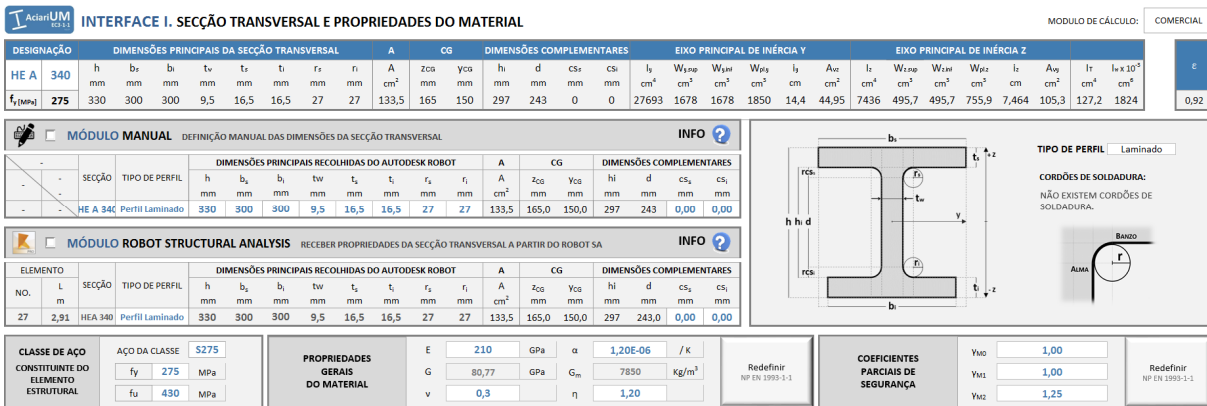 AciariUM
EC3-1-1
INTERFACE I. SECÇÃO TRANSVERSAL E PROPRIEDADES DO MATERIAL
MODULO DE CÁLCULO: COMERCIAL
DESIGNAÇÃO DIMENSÕES PRINCIPAIS DA SECÇÃO TRANSVERSAL A CG DIMENSÕES COMPLEMENTARES EIXO PRINCIPAL DE INÉRCIA Y EIXO PRINCIPAL DE INÉRCIA Z
HE A 340 h bs bi tw ts ti rs ri A zCG yCG hi d css csi Iy Wy,sup Wy,inf Wpl,y iy Avz Iz Wz,sup Wz,inf Wpl,z iz Avy IT Iw x 10⁻³ ε
mm mm mm mm mm mm mm mm cm² mm mm mm mm mm mm cm⁴ cm³ cm³ cm³ cm cm² cm⁴ cm³ cm³ cm³ cm cm² cm⁴ cm⁶
fy [MPa] 275 330 300 300 9,5 16,5 16,5 27 27 133,5 165 150 297 243 0 0 27693 1678 1678 1850 14,4 44,95 7436 495,7 495,7 755,9 7,464 105,3 127,2 1824 0,92
MÓDULO MANUAL DEFINIÇÃO MANUAL DAS DIMENSÕES DA SECÇÃO TRANSVERSAL INFO ?
- SECÇÃO TIPO DE PERFIL DIMENSÕES PRINCIPAIS RECOLHIDAS DO AUTODESK ROBOT A CG DIMENSÕES COMPLEMENTARES
- - h bs bi tw ts ti rs ri A zCG yCG hi d css csi
- mm mm mm mm mm mm mm mm cm² mm mm mm mm mm mm
- - HE A 340 Perfil Laminado 330 300 300 9,5 16,5 16,5 27 27 133,5 165,0 150,0 297 243 0,00 0,00
MÓDULO ROBOT STRUCTURAL ANALYSIS RECEBER PROPRIEDADES DA SECÇÃO TRANSVERSAL A PARTIR DO ROBOT SA INFO ?
ELEMENTO SECÇÃO TIPO DE PERFIL DIMENSÕES PRINCIPAIS RECOLHIDAS DO AUTODESK ROBOT A CG DIMENSÕES COMPLEMENTARES
NO. L h bs bi tw ts ti rs ri A zCG yCG hi d css csi
m mm mm mm mm mm mm mm mm cm² mm mm mm mm mm mm
27 2,91 HEA 340 Perfil Laminado 330 300 300 9,5 16,5 16,5 27 27 133,5 165,0 150,0 297 243,0 0,00 0,00
bs
ts +z
rcss rs
tw
h hi d y
ri
rcsi
ti -z
bi
TIPO DE PERFIL Laminado
CORDÕES DE SOLDADURA:
NÃO EXISTEM CORDÕES DE
SOLDADURA.
BANZO
r
ALMA
CLASSE DE AÇO
CONSTITUINTE DO
ELEMENTO
ESTRUTURAL
AÇO DA CLASSE S275
fy 275 MPa
fu 430 MPa
PROPRIEDADES
GERAIS
DO MATERIAL
E 210 GPa α 1,20E-06 / K
G 80,77 GPa Gm 7850 Kg/m³
ν 0,3 η 1,20
Redefinir
NP EN 1993-1-1
COEFICIENTES
PARCIAIS DE
SEGURANÇA
γM0 1,00
γM1 1,00
γM2 1,25
Redefinir
NP EN 1993-1-1